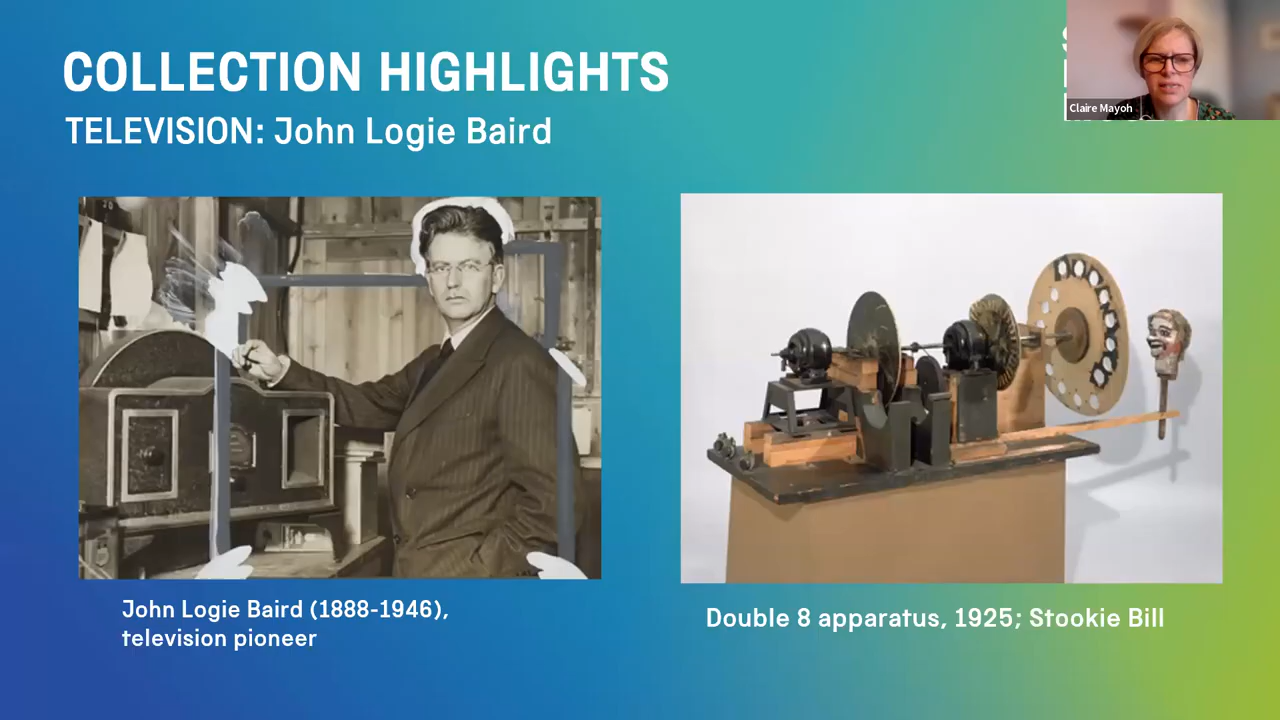 COLLECTION HIGHLIGHTS
TELEVISION: John Logie Baird
Claire Mayoh
John Logie Baird (1888-1946),
television pioneer
Double 8 apparatus, 1925; Stookie Bill